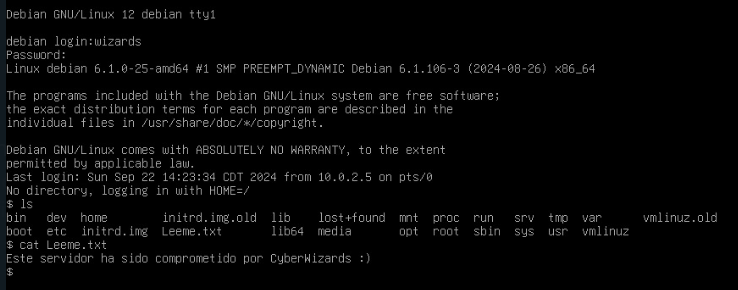 Debian GNU/Linux 12 debian tty1
debian login:wizards
Password:
Linux debian 6.1.0-25-amd64 #1 SMP PREEMPT_DYNAMIC Debian 6.1.106-3 (2024-08-26) x86_64
The programs included with the Debian GNU/Linux system are free software;
the exact distribution terms for each program are described in the
individual files in /usr/share/doc/*/copyright.
Debian GNU/Linux comes with ABSOLUTELY NO WARRANTY, to the extent
permitted by applicable law.
Last login: Sun Sep 22 14:23:34 CDT 2024 from 10.0.2.5 on pts/0
No directory, logging in with HOME=/
$ ls
bin dev home initrd.img.old lib lost+found mnt proc run srv tmp var vmlinuz.old
boot etc initrd.img Leeme.txt lib64 media opt root sbin sys usr vmlinuz
$ cat Leeme.txt
Este servidor ha sido comprometido por CyberWizards :)
$